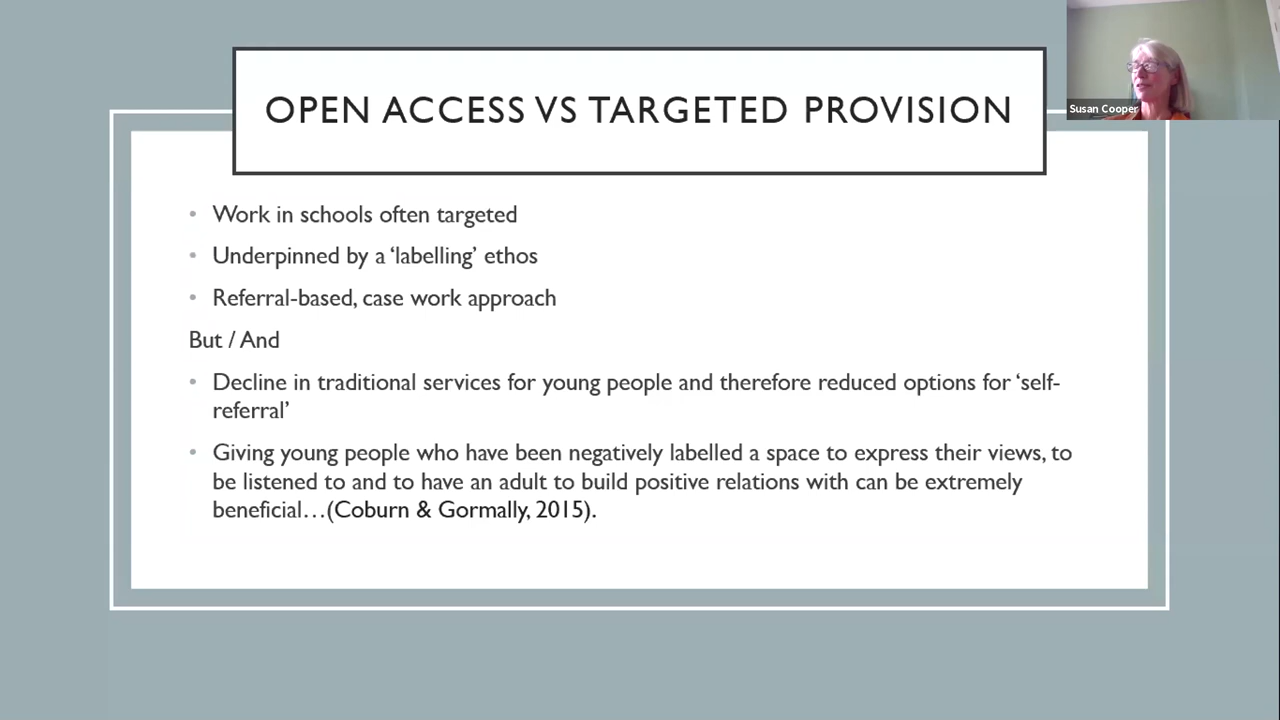 OPEN ACCESS VS TARGETED PROVISION
Susan Cooper
• Work in schools often targeted
• Underpinned by a ‘labelling’ ethos
• Referral-based, case work approach
But / And
• Decline in traditional services for young people and therefore reduced options for ‘self-
referral’
• Giving young people who have been negatively labelled a space to express their views, to
be listened to and to have an adult to build positive relations with can be extremely
beneficial…(Coburn & Gormally, 2015).